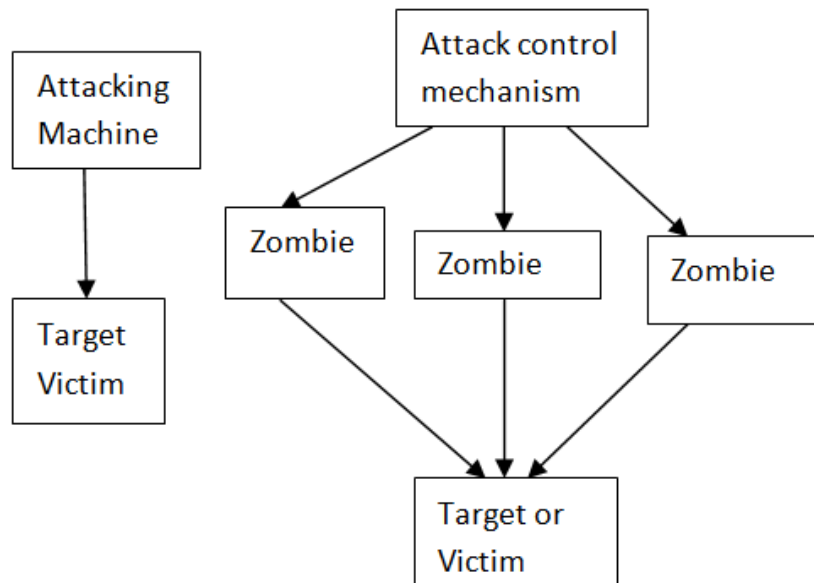 Attacking
Machine
Target
Victim
Attack control
mechanism
Zombie
Zombie
Zombie
Target or
Victim